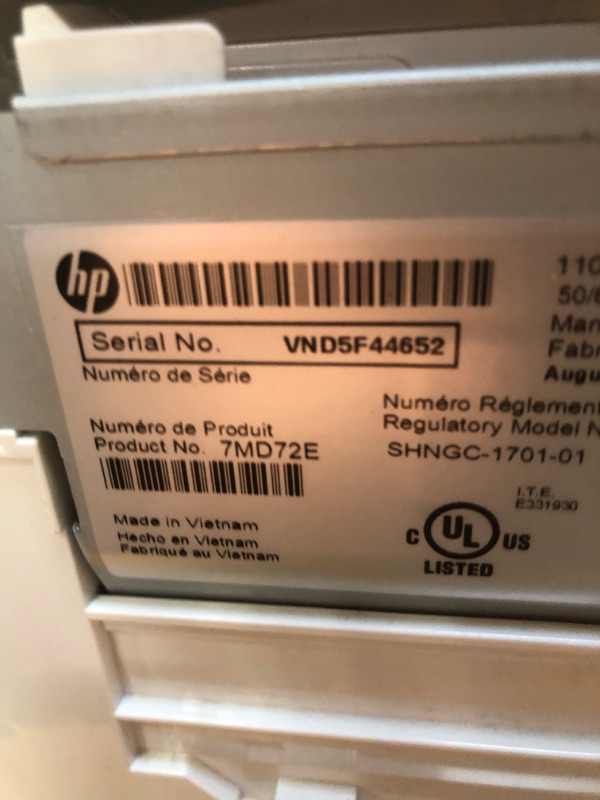 hp
Serial No. VND5F44652
Numéro de Série
Numéro de Produit
Product No. 7MD72E
Made in Vietnam
Hecho en Vietnam
Fabriqué au Vietnam
110
50/6
Man
Fabr
Augu
Numéro Réglement
Regulatory Model N
SHNGC-1701-01
I.T.E.
E331930
C UL US
LISTED